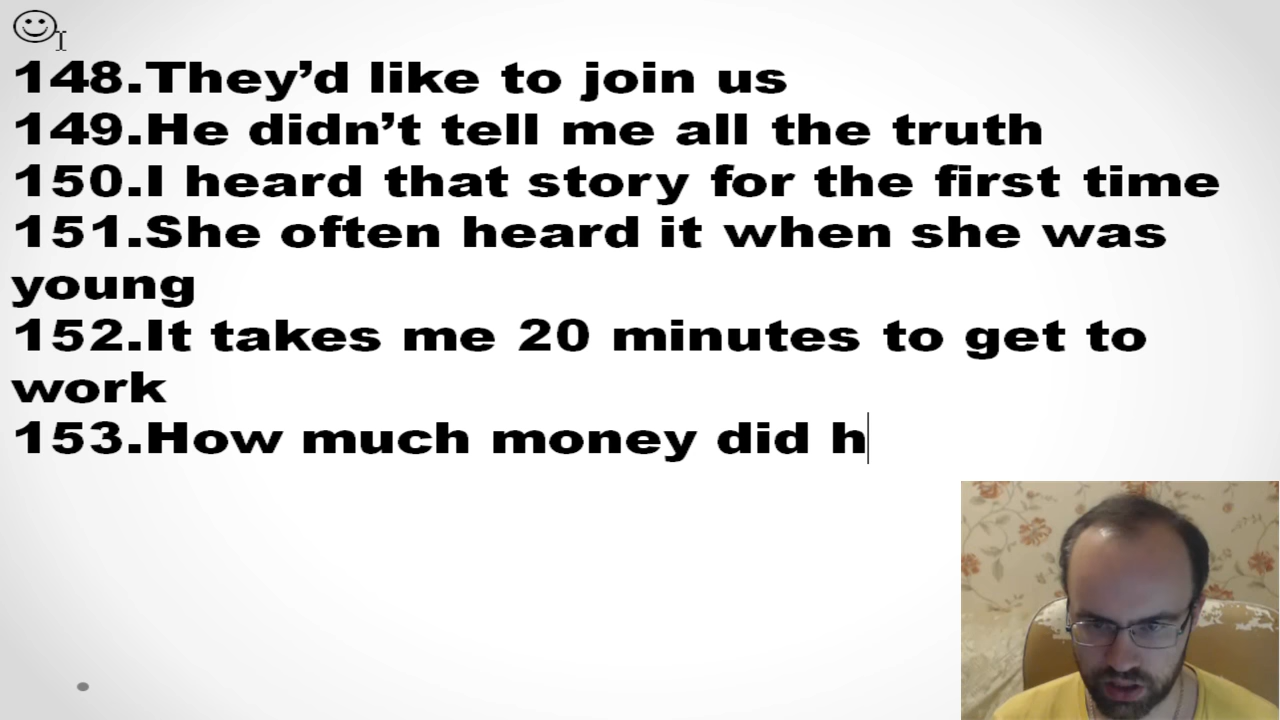 148.They’d like to join us
149.He didn’t tell me all the truth
150.I heard that story for the first time
151.She often heard it when she was
young
152.It takes me 20 minutes to get to
work
153.How much money did h